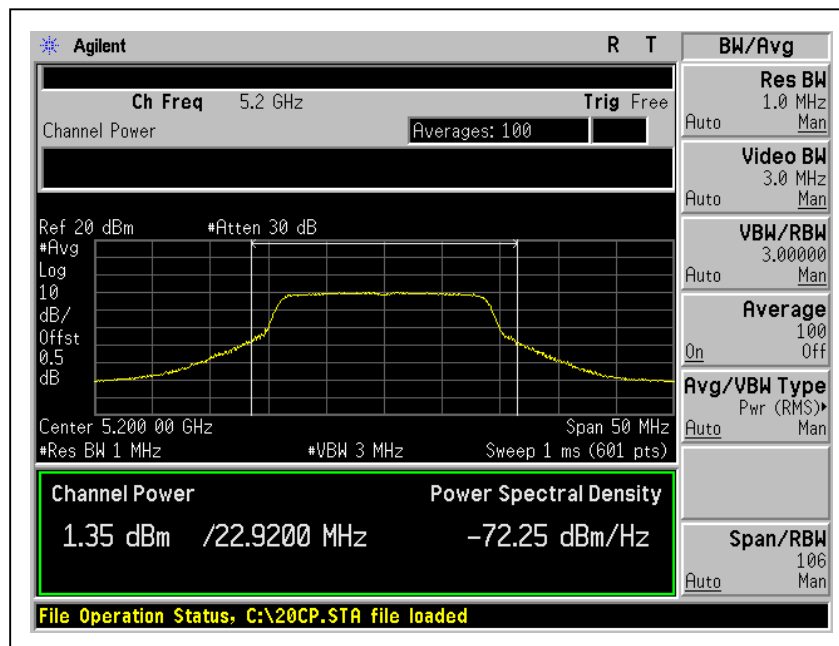 Agilent
R T
Ch Freq 5.2 GHz
Trig Free
Channel Power
Averages: 100
Ref 20 dBm
#Atten 30 dB
#Avg
Log
10
dB/
Offst
0.5
dB
Center 5.200 00 GHz
Span 50 MHz
#Res BW 1 MHz
#VBW 3 MHz
Sweep 1 ms (601 pts)
Channel Power
Power Spectral Density
1.35 dBm /22.9200 MHz
-72.25 dBm/Hz
File Operation Status, C:\20CP.STA file loaded
BW/Avg
Res BW
1.0 MHz
Auto Man
Video BW
3.0 MHz
Auto Man
VBW/RBW
3.00000
Auto Man
Average
100
On Off
Avg/VBW Type
Pwr (RMS)▸
Auto Man
Span/RBW
106
Auto Man